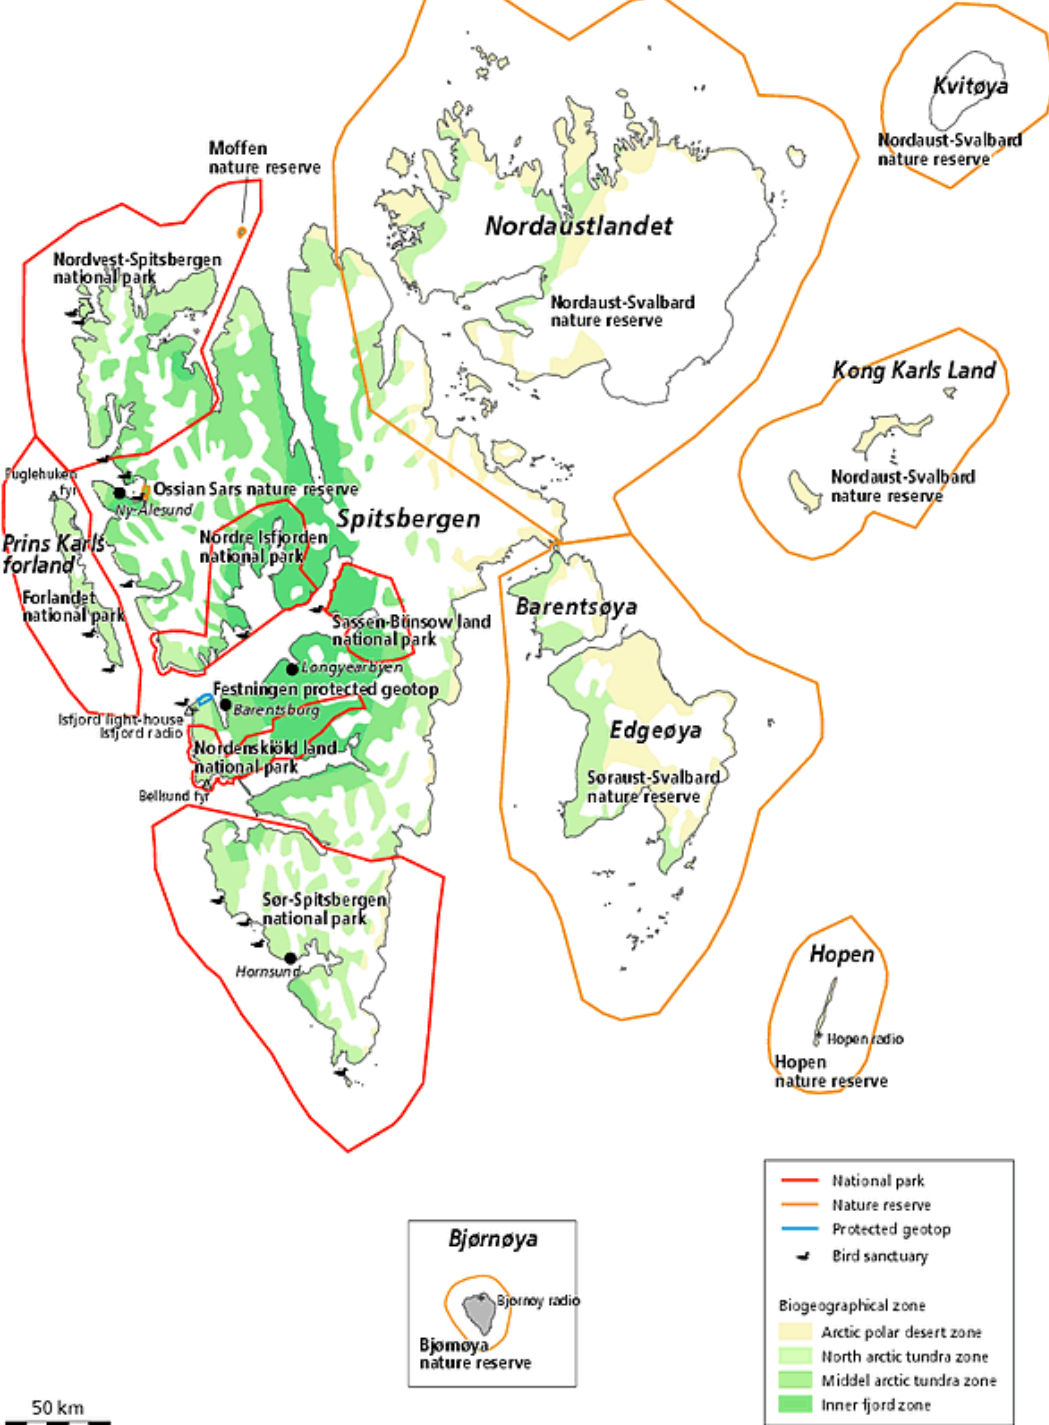 Kvitøya
Nordaust-Svalbard
nature reserve
Moffen
nature reserve
Nordaustlandet
Nordvest-Spitsbergen
national park
Nordaust-Svalbard
nature reserve
Kong Karls Land
Nordaust-Svalbard
nature reserve
Fuglehuken
fyr
Ossian Sars nature reserve
Ny-Ålesund
Spitsbergen
Nordre Isfjorden
national park
Prins Karls
forland
Forlandet
national park
Barentsøya
Sassen-Bünsow land
national park
Longyearbyen
Festningen protected geotop
Barentsburg
Isfjord light-house
Isfjord radio
Edgeøya
Nordenskiöld land
national park
Søraust-Svalbard
nature reserve
Bellsund fyr
Sør-Spitsbergen
national park
Hornsund
Hopen
Hopen radio
Hopen
nature reserve
National park
Nature reserve
Protected geotop
Bird sanctuary
Biogeographical zone
Arctic polar desert zone
North arctic tundra zone
Middel arctic tundra zone
Inner fjord zone
Bjørnøya
Bjørnøy radio
Bjørnøya
nature reserve
50 km